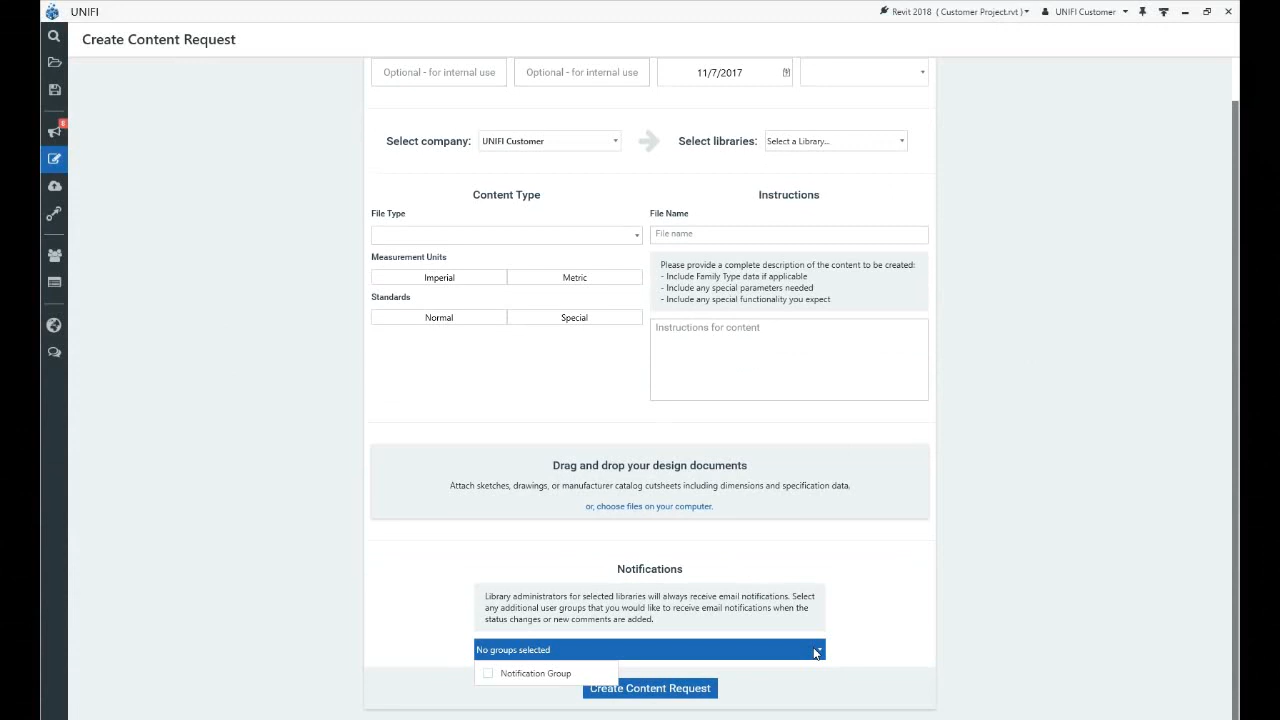 UNIFI
Revit 2018 ( Customer Project.rvt )
UNIFI Customer
Create Content Request
Optional - for internal use
Optional - for internal use
11/7/2017
8
Select company:
UNIFI Customer
Select libraries:
Select a Library...
Content Type
Instructions
File Type
File Name
File name
Measurement Units
Imperial
Metric
Please provide a complete description of the content to be created:
- Include Family Type data if applicable
- Include any special parameters needed
- Include any special functionality you expect
Standards
Normal
Special
Instructions for content
Drag and drop your design documents
Attach sketches, drawings, or manufacturer catalog cutsheets including dimensions and specification data.
or, choose files on your computer.
Notifications
Library administrators for selected libraries will always receive email notifications. Select
any additional user groups that you would like to receive email notifications when the
status changes or new comments are added.
No groups selected
Notification Group
Create Content Request